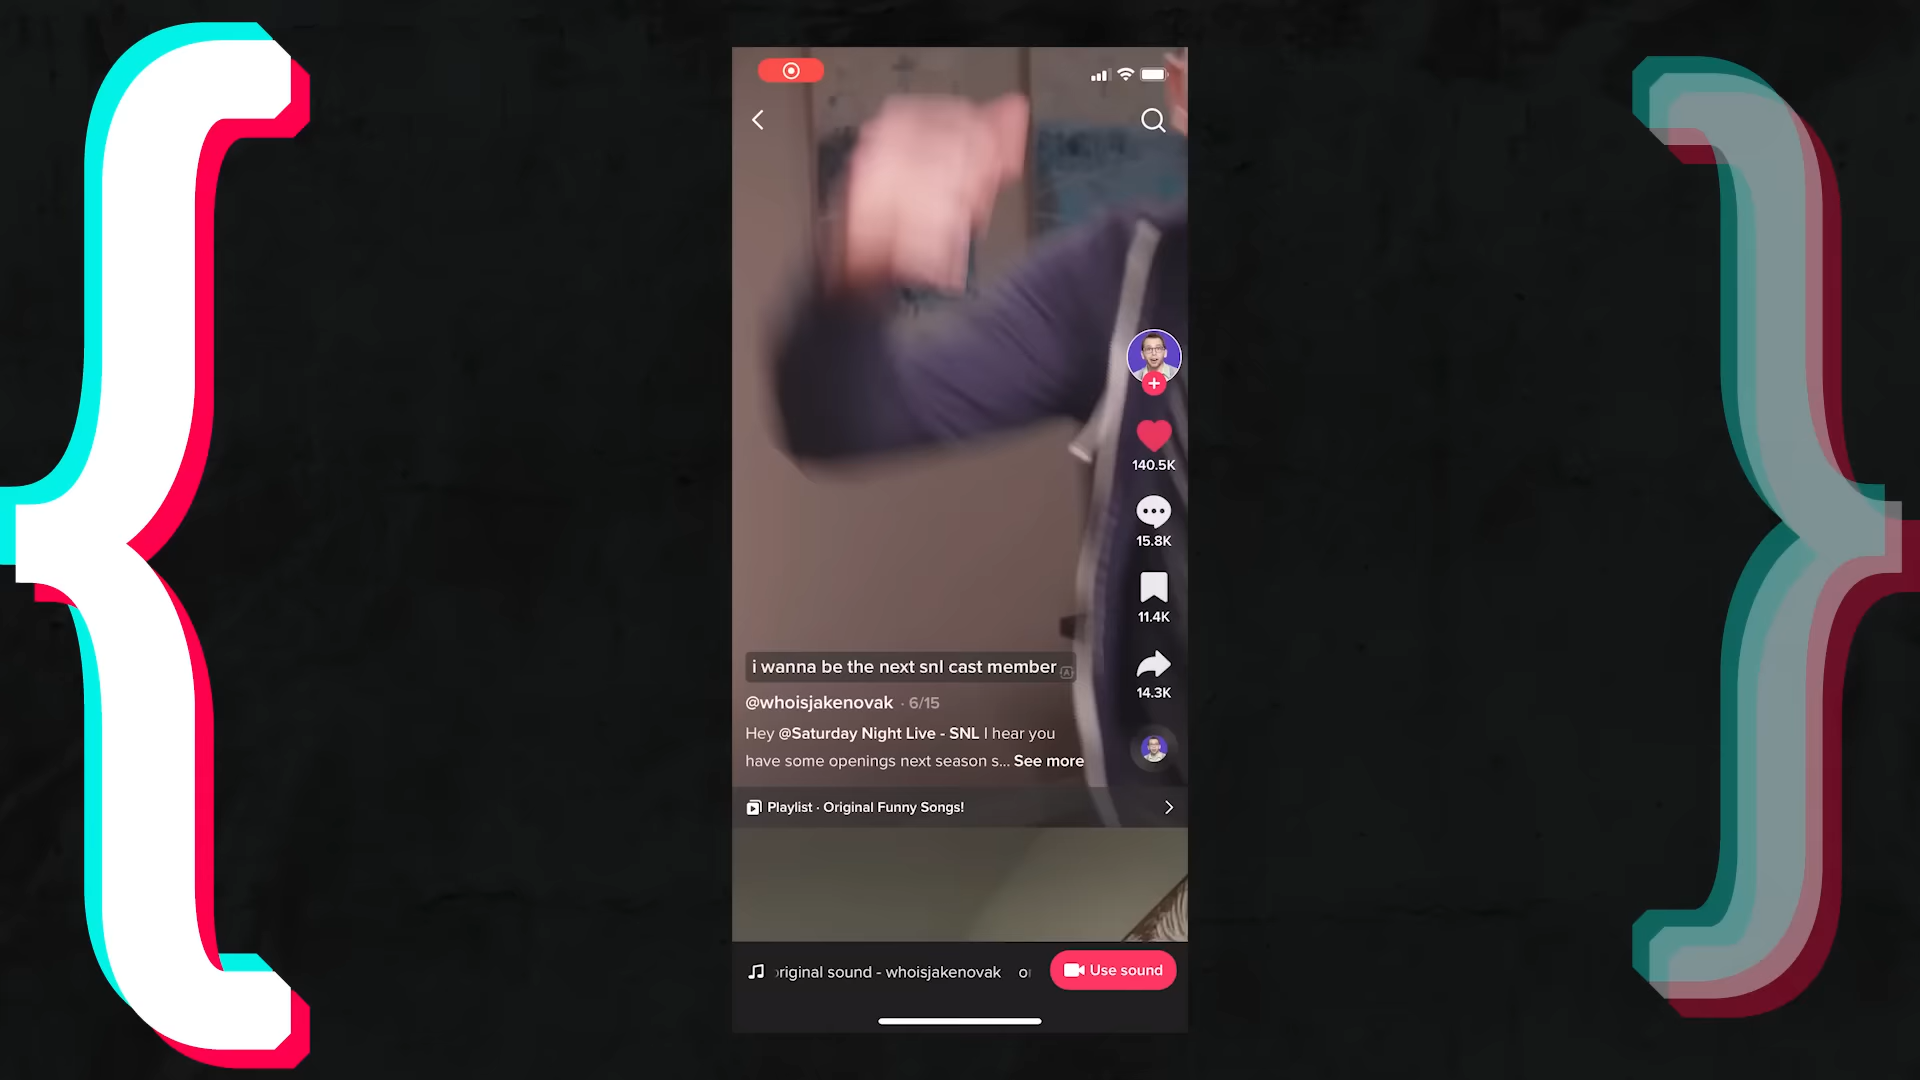 140.5K
15.8K
11.4K
14.3K
i wanna be the next snl cast member
@whoisjakenovak · 6/15
Hey @Saturday Night Live - SNL I hear you
have some openings next season s... See more
Playlist · Original Funny Songs!
riginal sound - whoisjakenovak
Use sound